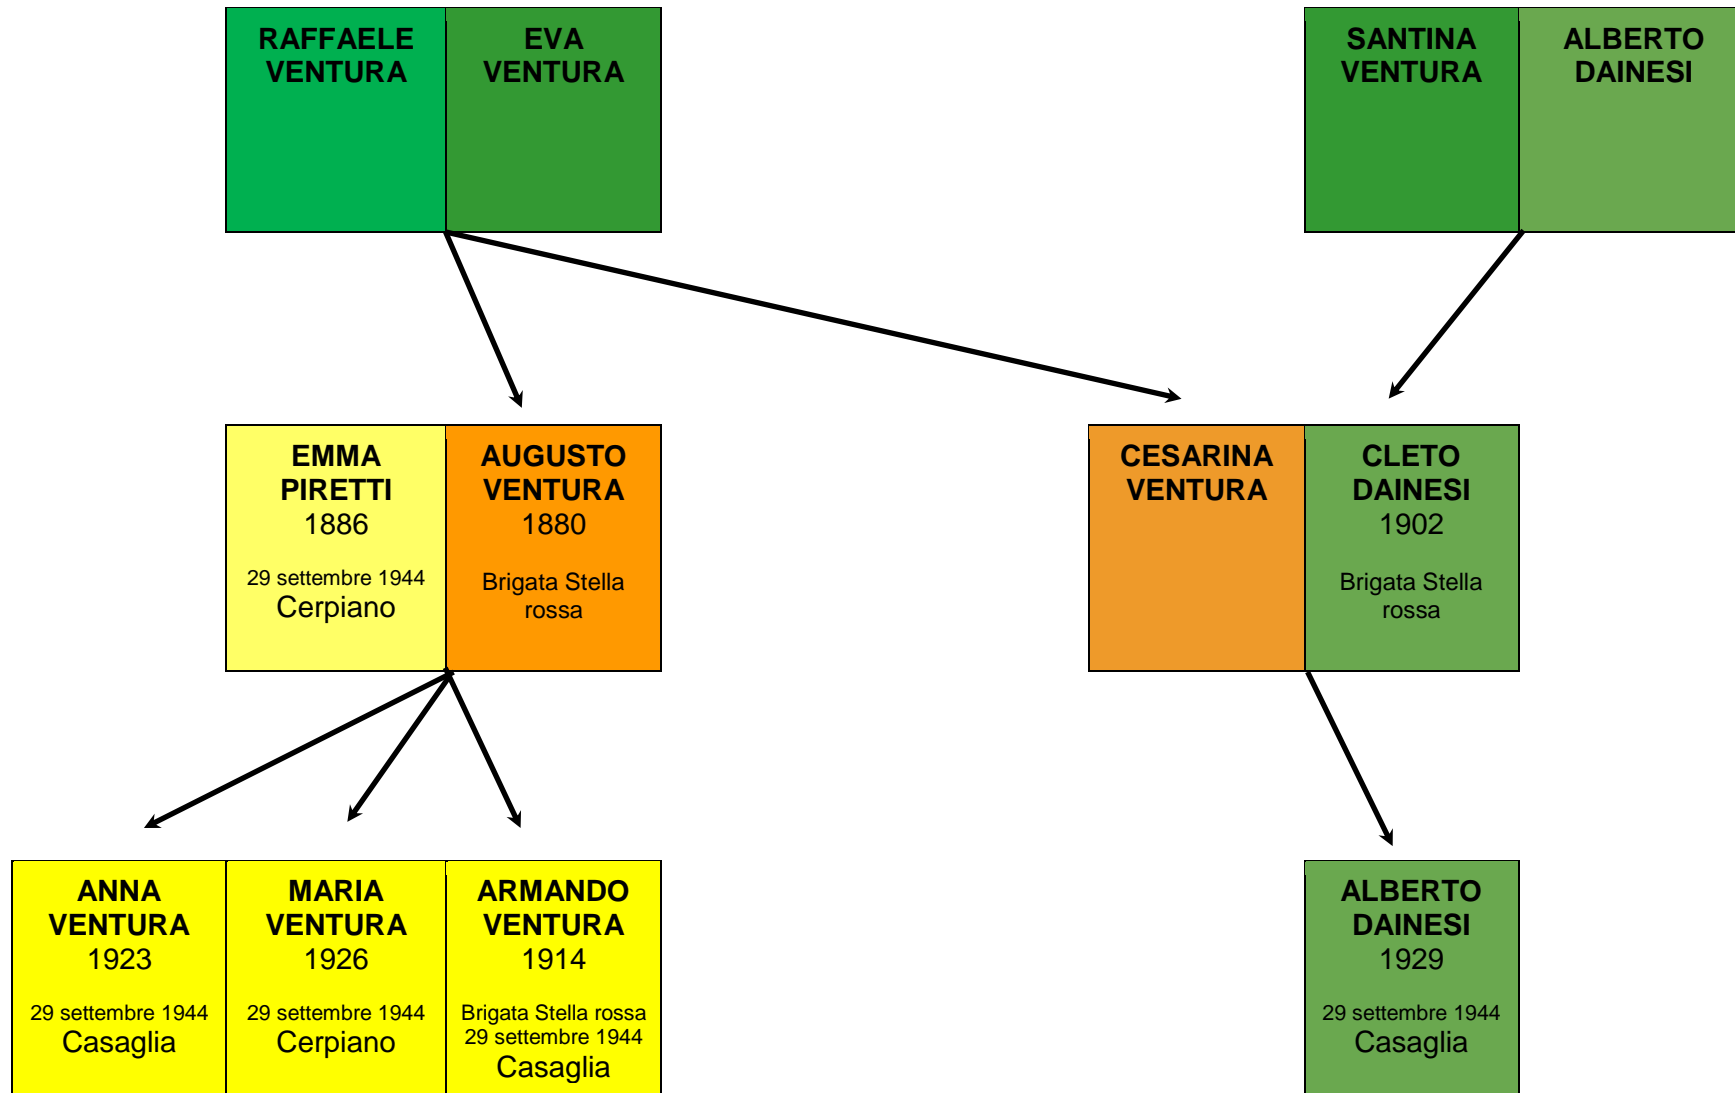 RAFFAELE
VENTURA
EVA
VENTURA
SANTINA
VENTURA
ALBERTO
DAINESI
EMMA
PIRETTI
1886
29 settembre 1944
Cerpiano
AUGUSTO
VENTURA
1880
Brigata Stella
rossa
CESARINA
VENTURA
CLETO
DAINESI
1902
Brigata Stella
rossa
ANNA
VENTURA
1923
29 settembre 1944
Casaglia
MARIA
VENTURA
1926
29 settembre 1944
Cerpiano
ARMANDO
VENTURA
1914
Brigata Stella rossa
29 settembre 1944
Casaglia
ALBERTO
DAINESI
1929
29 settembre 1944
Casaglia